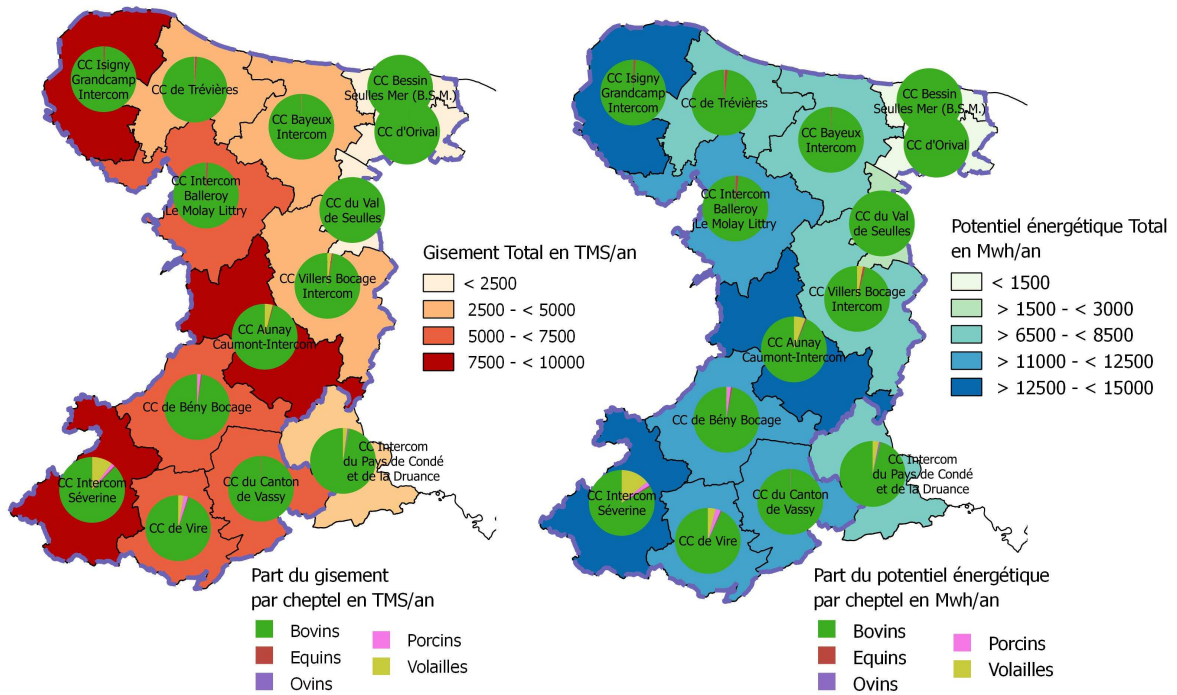 CC Isigny
Grandcamp
Intercom
CC de Trévières
CC Bayeux
Intercom
CC Bessin
Seulles Mer (B.S.M.)
CC d'Orival
CC Intercom
Balleroy
Le Molay Littry
CC du Val
de Seulles
CC Villers Bocage
Intercom
CC Aunay
Caumont-Intercom
CC de Bény Bocage
CC Intercom
Séverine
CC de Vire
CC du Canton
de Vassy
CC Intercom
du Pays de Condé
et de la Druance
Gisement Total en TMS/an
< 2500
2500 - < 5000
5000 - < 7500
7500 - < 10000
Part du gisement
par cheptel en TMS/an
Bovins
Equins
Ovins
Porcins
Volailles
CC Isigny
Grandcamp
Intercom
CC de Trévières
CC Bayeux
Intercom
CC Bessin
Seulles Mer (B.S.M.)
CC d'Orival
CC Intercom
Balleroy
Le Molay Littry
CC du Val
de Seulles
CC Villers Bocage
Intercom
CC Aunay
Caumont-Intercom
CC de Bény Bocage
CC Intercom
Séverine
CC de Vire
CC du Canton
de Vassy
CC Intercom
du Pays de Condé
et de la Druance
Potentiel énergétique Total
en Mwh/an
< 1500
> 1500 - < 3000
> 6500 - < 8500
> 11000 - < 12500
> 12500 - < 15000
Part du potentiel énergétique
par cheptel en Mwh/an
Bovins
Equins
Ovins
Porcins
Volailles